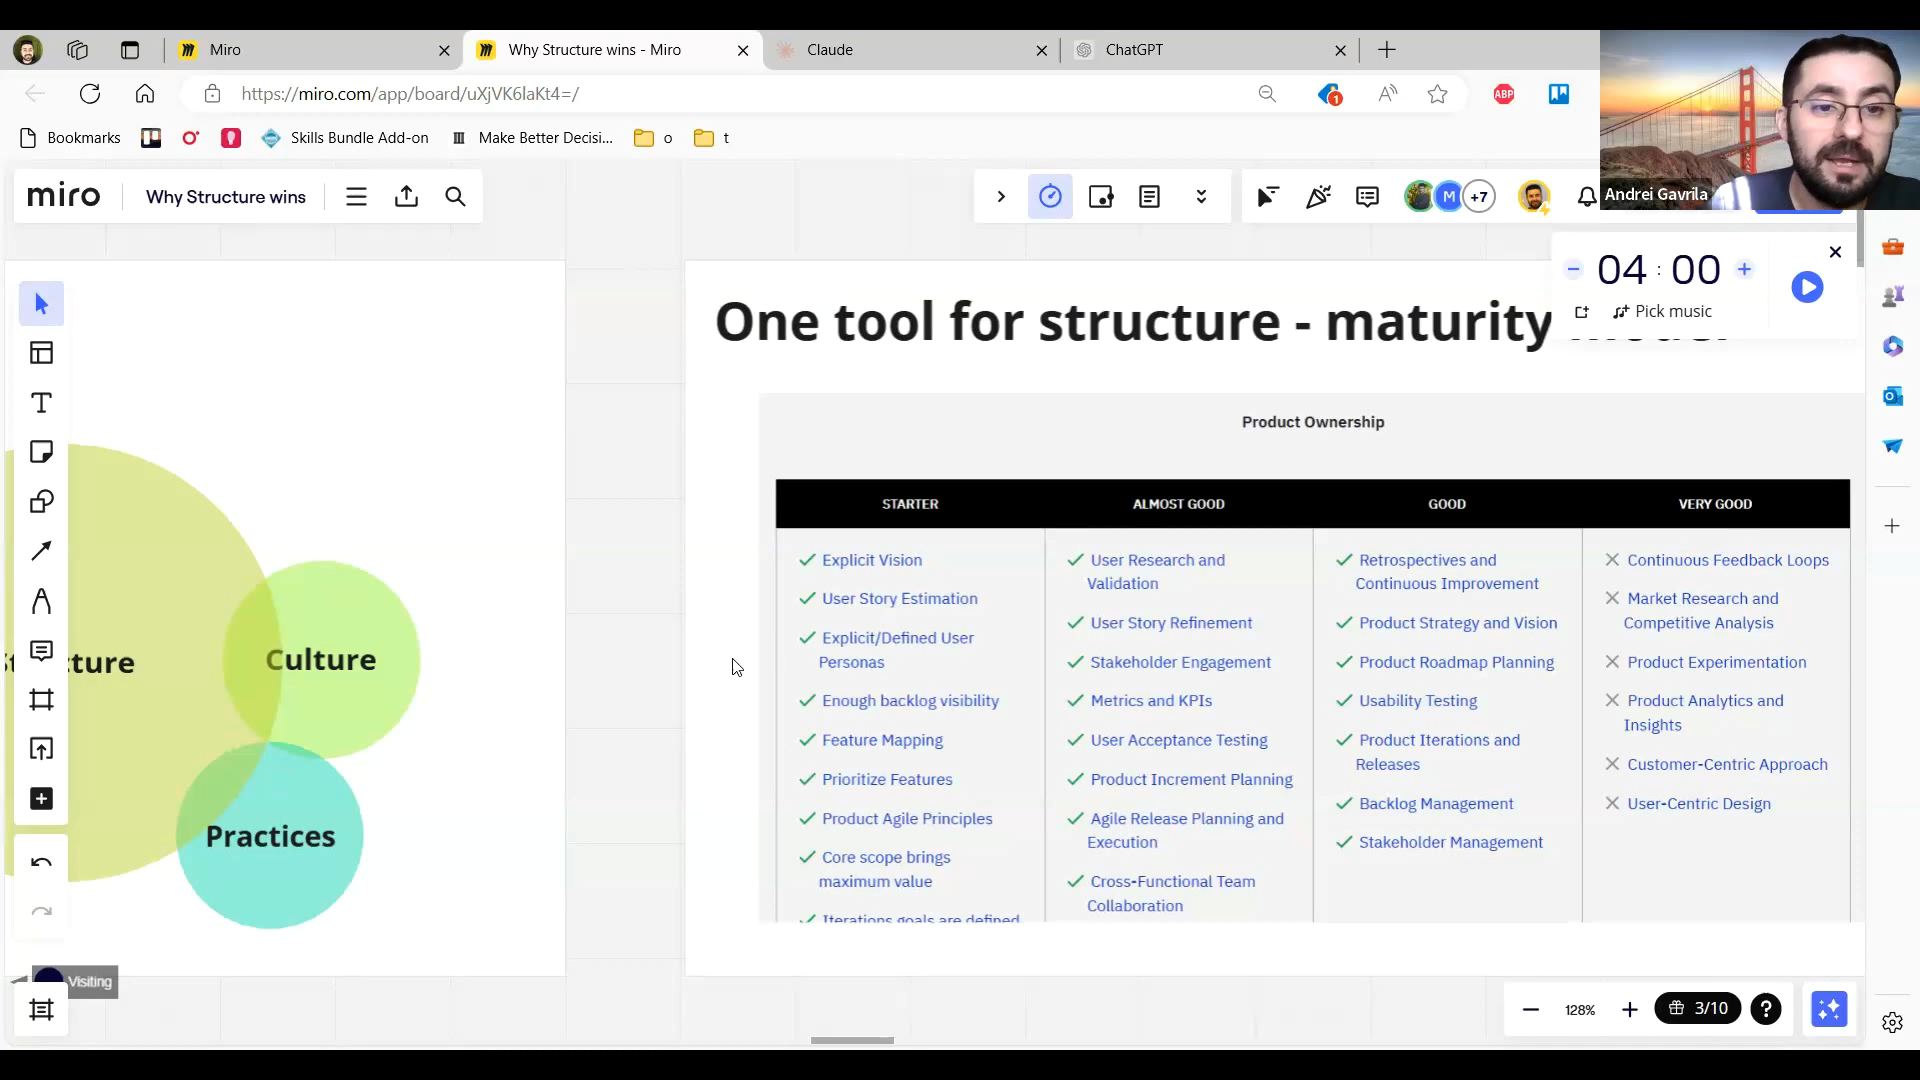 Miro
Why Structure wins - Miro
Claude
ChatGPT
https://miro.com/app/board/uXjVK6laKt4=/
1
ABP
Bookmarks
Skills Bundle Add-on
Make Better Decisi...
o
t
Andrei Gavrila
miro
Why Structure wins
M
+7
04 : 00
Pick music
One tool for structure - maturity
Product Ownership
STARTER
ALMOST GOOD
GOOD
VERY GOOD
Explicit Vision
User Story Estimation
Explicit/Defined User
Personas
Enough backlog visibility
Feature Mapping
Prioritize Features
Product Agile Principles
Core scope brings
maximum value
Iterations goals are defined
User Research and
Validation
User Story Refinement
Stakeholder Engagement
Metrics and KPIs
User Acceptance Testing
Product Increment Planning
Agile Release Planning and
Execution
Cross-Functional Team
Collaboration
Retrospectives and
Continuous Improvement
Product Strategy and Vision
Product Roadmap Planning
Usability Testing
Product Iterations and
Releases
Backlog Management
Stakeholder Management
Continuous Feedback Loops
Market Research and
Competitive Analysis
Product Experimentation
Product Analytics and
Insights
Customer-Centric Approach
User-Centric Design
cture
Culture
Practices
Visiting
128%
3/10
?